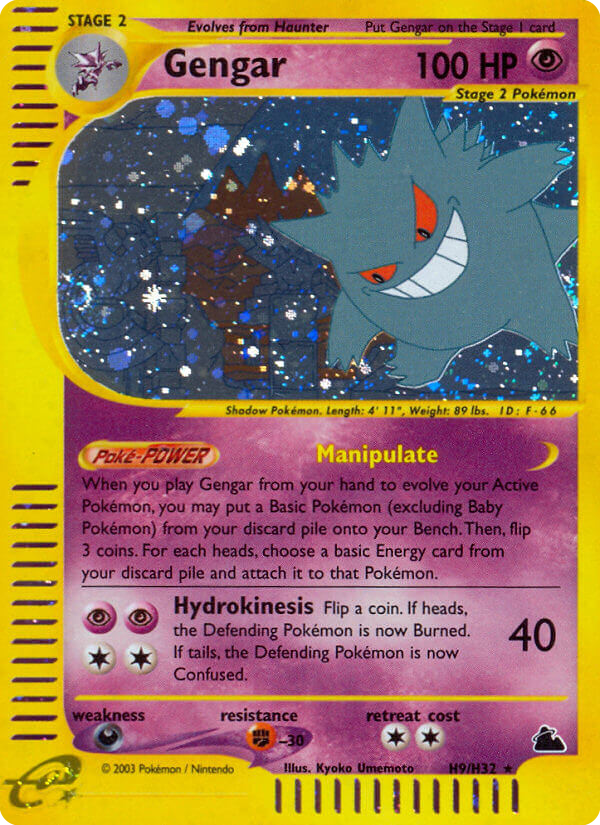 STAGE 2
Evolves from Haunter
Put Gengar on the Stage 1 card
Gengar
100 HP
Stage 2 Pokémon
Shadow Pokémon. Length: 4' 11", Weight: 89 lbs. ID: F-66
Poké-POWER
Manipulate
When you play Gengar from your hand to evolve your Active
Pokémon, you may put a Basic Pokémon (excluding Baby
Pokémon) from your discard pile onto your Bench. Then, flip
3 coins. For each heads, choose a basic Energy card from
your discard pile and attach it to that Pokémon.
Hydrokinesis Flip a coin. If heads,
the Defending Pokémon is now Burned.
If tails, the Defending Pokémon is now
Confused.
40
weakness
resistance
retreat cost
-30
© 2003 Pokémon / Nintendo
Illus. Kyoko Umemoto
H9/H32 ★
e